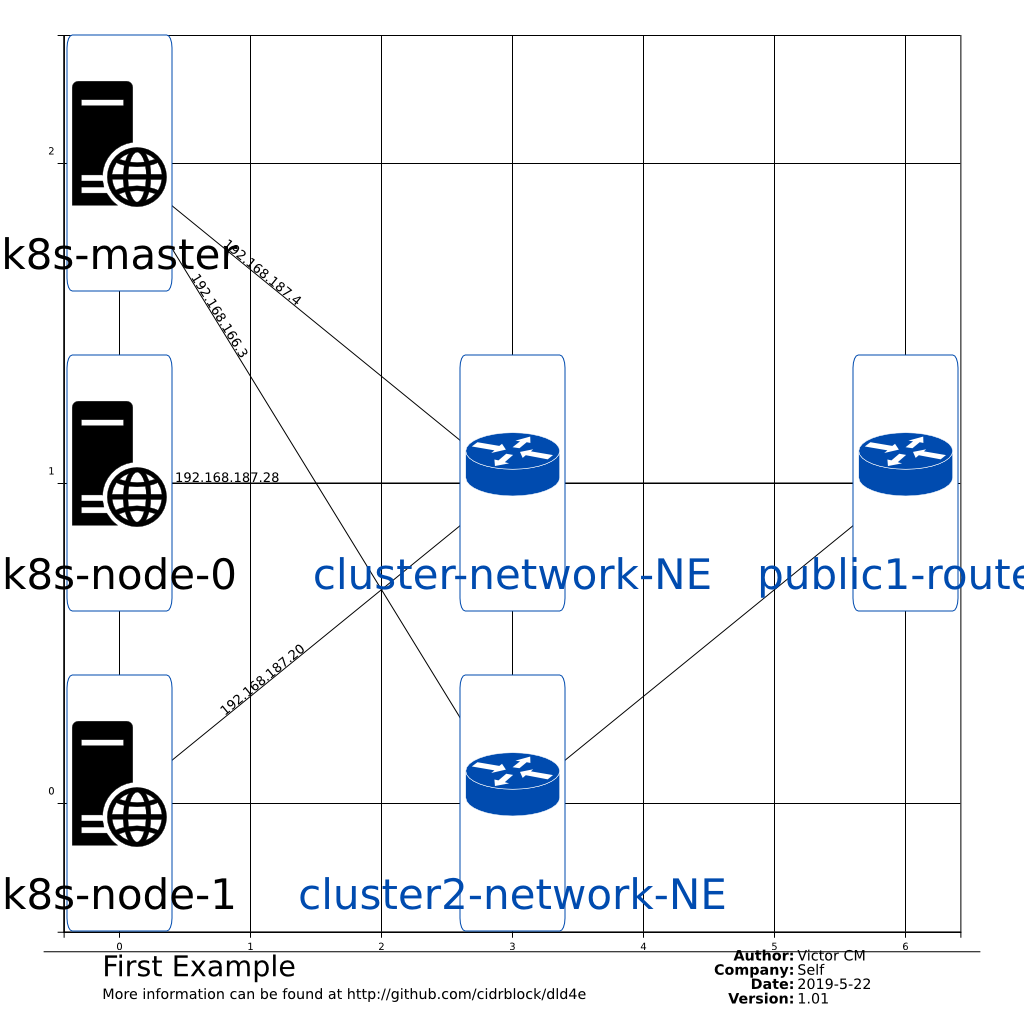 2
k8s-master
192.168.187.4
192.168.166.3
1
192.168.187.28
k8s-node-0
cluster-network-NE
public1-route
192.168.187.20
0
k8s-node-1
cluster2-network-NE
0 1 2 3 4 5 6
First Example
More information can be found at http://github.com/cidrblock/dld4e
Author: Victor CM
Company: Self
Date: 2019-5-22
Version: 1.01